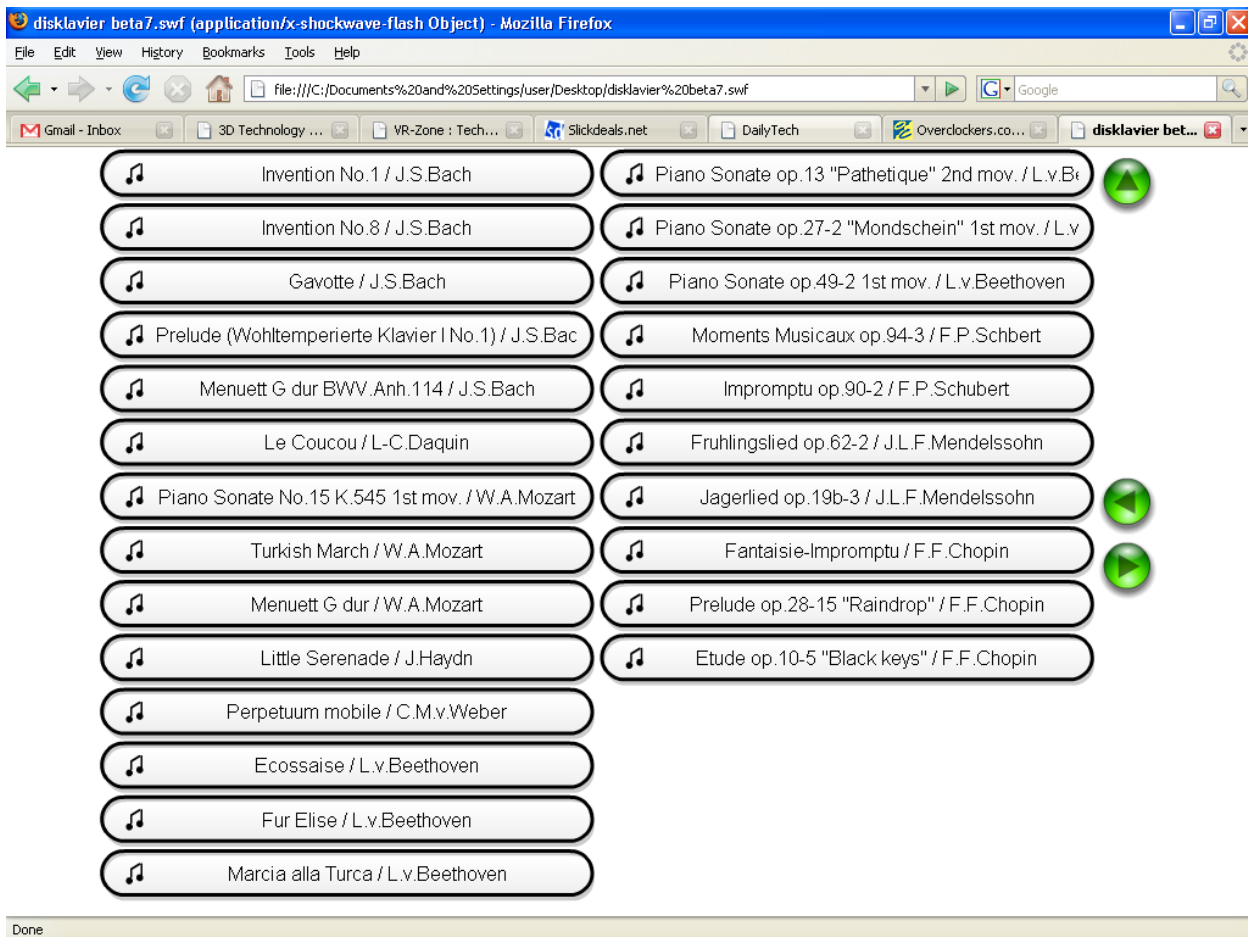 disklavier beta7.swf (application/x-shockwave-flash Object) - Mozilla Firefox
File Edit View History Bookmarks Tools Help
file:///C:/Documents%20and%20Settings/user/Desktop/disklavier%20beta7.swf
G Google
Gmail - Inbox
3D Technology ...
VR-Zone : Tech...
Slickdeals.net
DailyTech
Overclockers.co...
disklavier bet...
Invention No.1 / J.S.Bach
Invention No.8 / J.S.Bach
Gavotte / J.S.Bach
Prelude (Wohltemperierte Klavier I No.1) / J.S.Bac
Menuett G dur BWV.Anh.114 / J.S.Bach
Le Coucou / L-C.Daquin
Piano Sonate No.15 K.545 1st mov. / W.A.Mozart
Turkish March / W.A.Mozart
Menuett G dur / W.A.Mozart
Little Serenade / J.Haydn
Perpetuum mobile / C.M.v.Weber
Ecossaise / L.v.Beethoven
Fur Elise / L.v.Beethoven
Marcia alla Turca / L.v.Beethoven
Piano Sonate op.13 "Pathetique" 2nd mov. / L.v.Be
Piano Sonate op.27-2 "Mondschein" 1st mov. / L.v
Piano Sonate op.49-2 1st mov. / L.v.Beethoven
Moments Musicaux op.94-3 / F.P.Schbert
Impromptu op.90-2 / F.P.Schubert
Fruhlingslied op.62-2 / J.L.F.Mendelssohn
Jagerlied op.19b-3 / J.L.F.Mendelssohn
Fantaisie-Impromptu / F.F.Chopin
Prelude op.28-15 "Raindrop" / F.F.Chopin
Etude op.10-5 "Black keys" / F.F.Chopin
Done